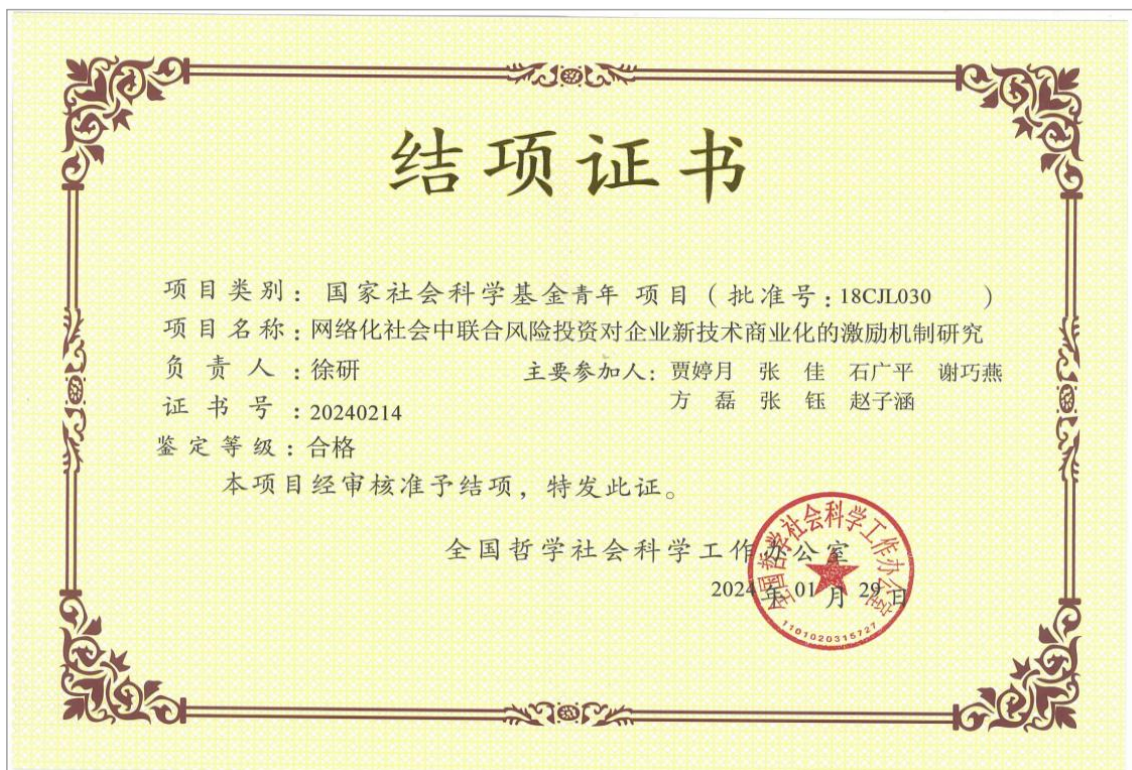 结项证书
项目类别：国家社会科学基金青年 项目（批准号：18CJL030 ）
项目名称：网络化社会中联合风险投资对企业新技术商业化的激励机制研究
负责人：徐研 主要参加人：贾婷月 张 佳 石广平 谢巧燕
方 磊 张 钰 赵子涵
证书号：20240214
鉴定等级：合格
本项目经审核准予结项，特发此证。
全国哲学社会科学工作办公室
2024年01月29日
全国哲学社会科学工作办公室
1101020315727